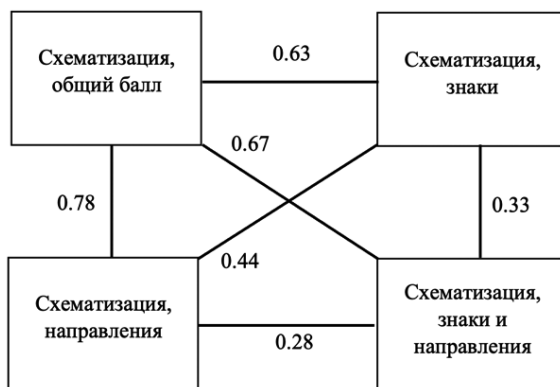 Схематизация,
общий балл
0.63
Схематизация,
знаки
0.67
0.78
0.33
0.44
Схематизация,
направления
0.28
Схематизация,
знаки и
направления